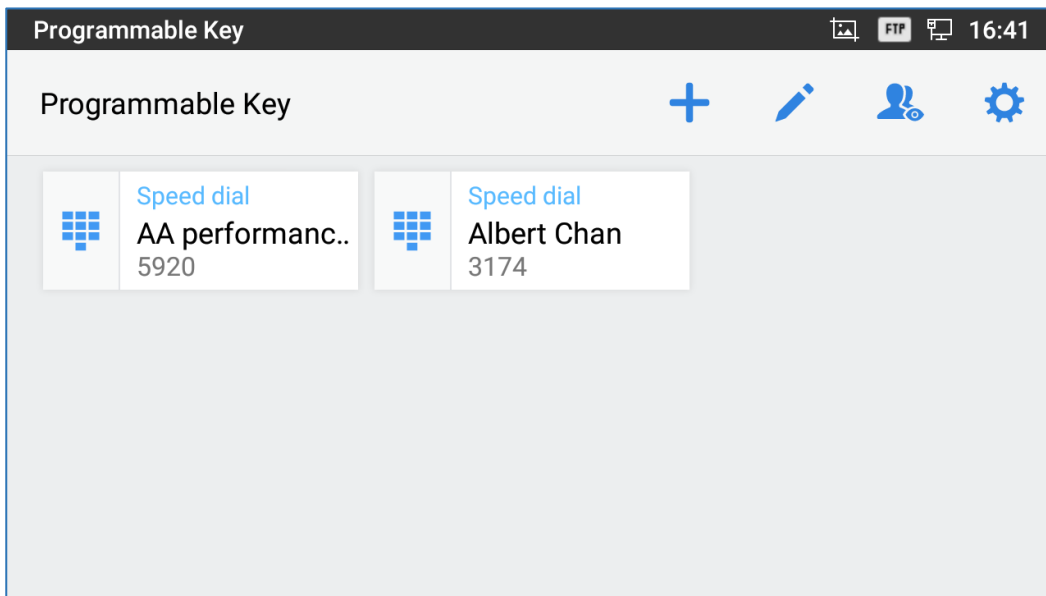 Programmable Key
FTP 16:41
Programmable Key
Speed dial
AA performanc..
5920
Speed dial
Albert Chan
3174